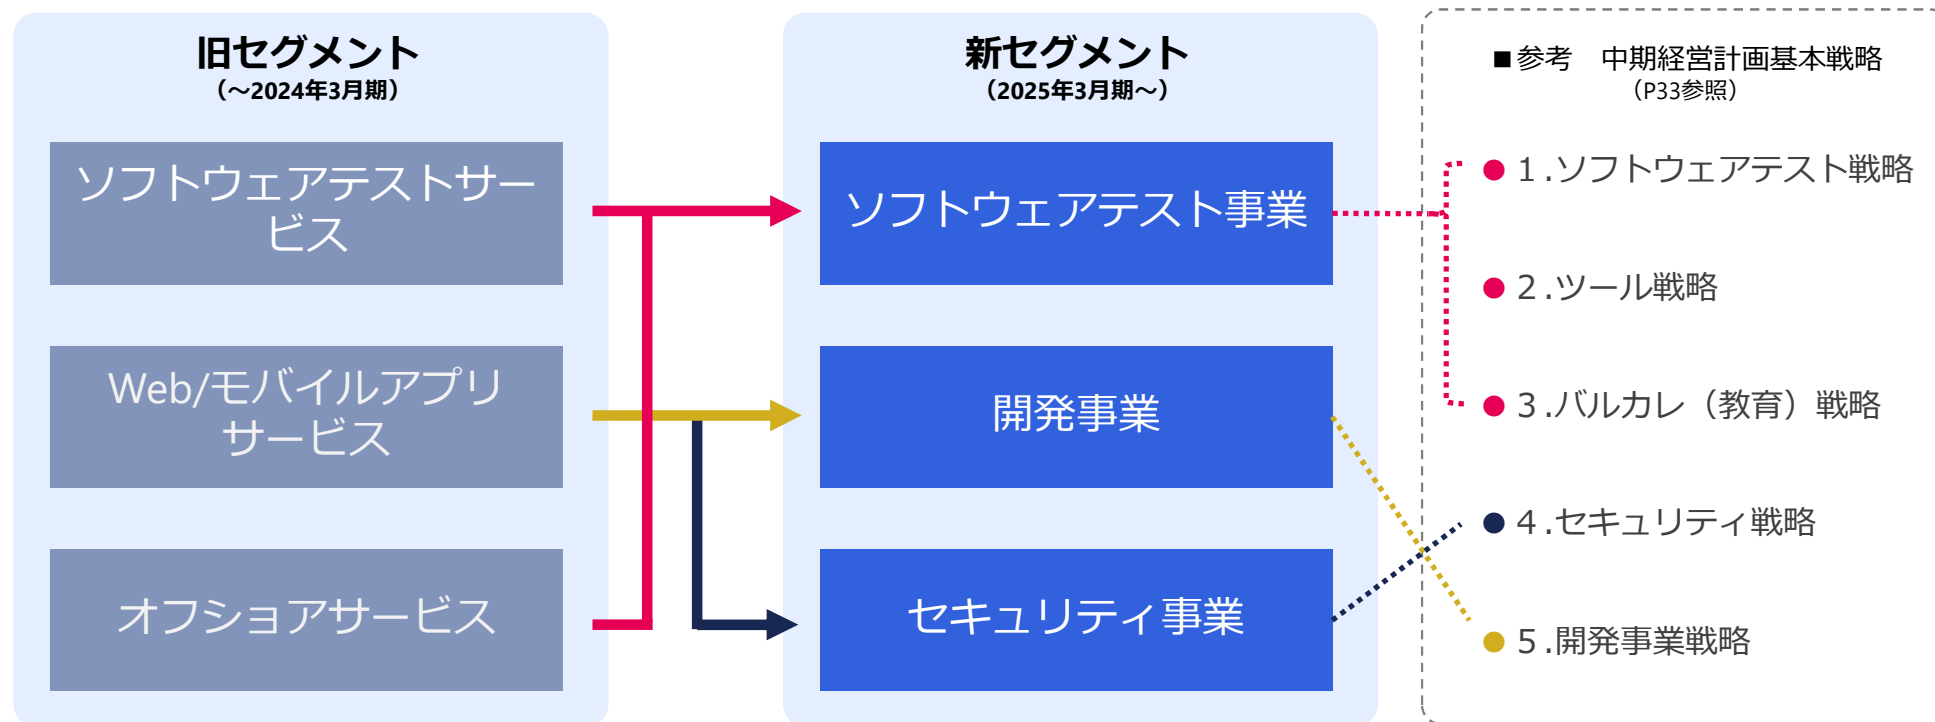 旧セグメント
（～2024年3月期）
ソフトウェアテストサー
ビス
Web/モバイルアプリ
サービス
オフショアサービス
新セグメント
（2025年3月期～）
ソフトウェアテスト事業
開発事業
セキュリティ事業
■参考　中期経営計画基本戦略
（P33参照）
● １.ソフトウェアテスト戦略
● ２.ツール戦略
● ３.バルカレ（教育）戦略
● ４.セキュリティ戦略
● ５.開発事業戦略